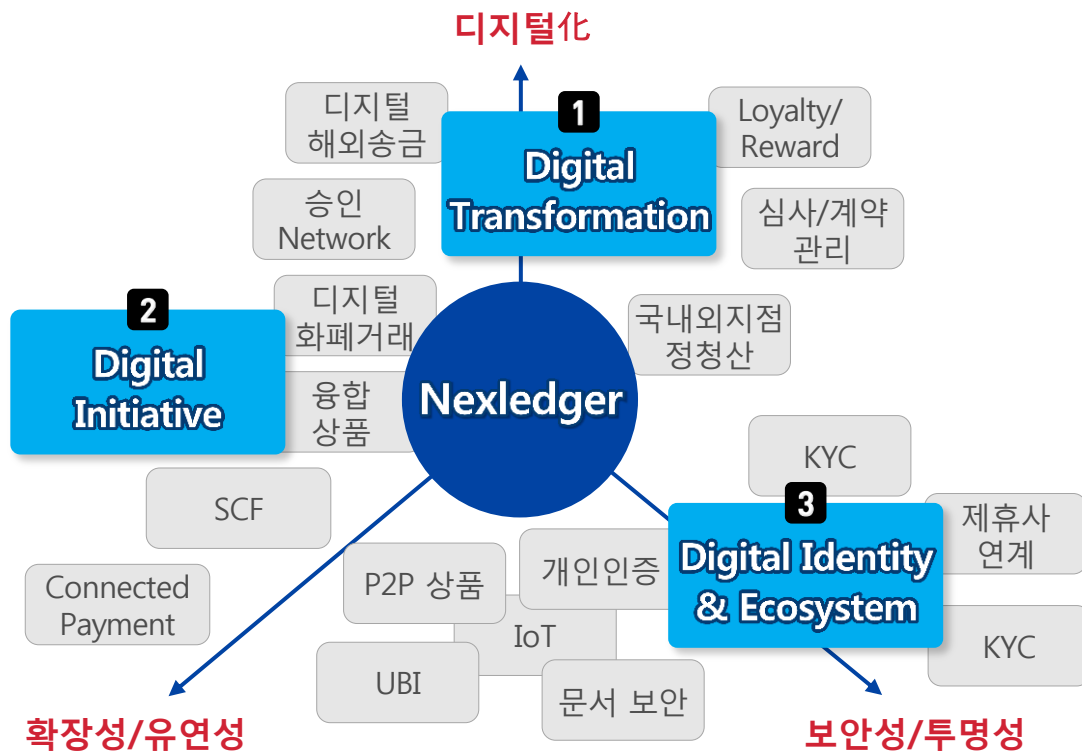 디지털化
디지털
해외송금
1
Digital
Transformation
Loyalty/
Reward
승인
Network
심사/계약
관리
2
Digital
Initiative
디지털
화폐거래
융합
상품
Nexledger
국내외지점
정청산
KYC
SCF
3
Digital Identity
& Ecosystem
제휴사
연계
Connected
Payment
P2P 상품
개인인증
IoT
UBI
문서 보안
KYC
확장성/유연성
보안성/투명성